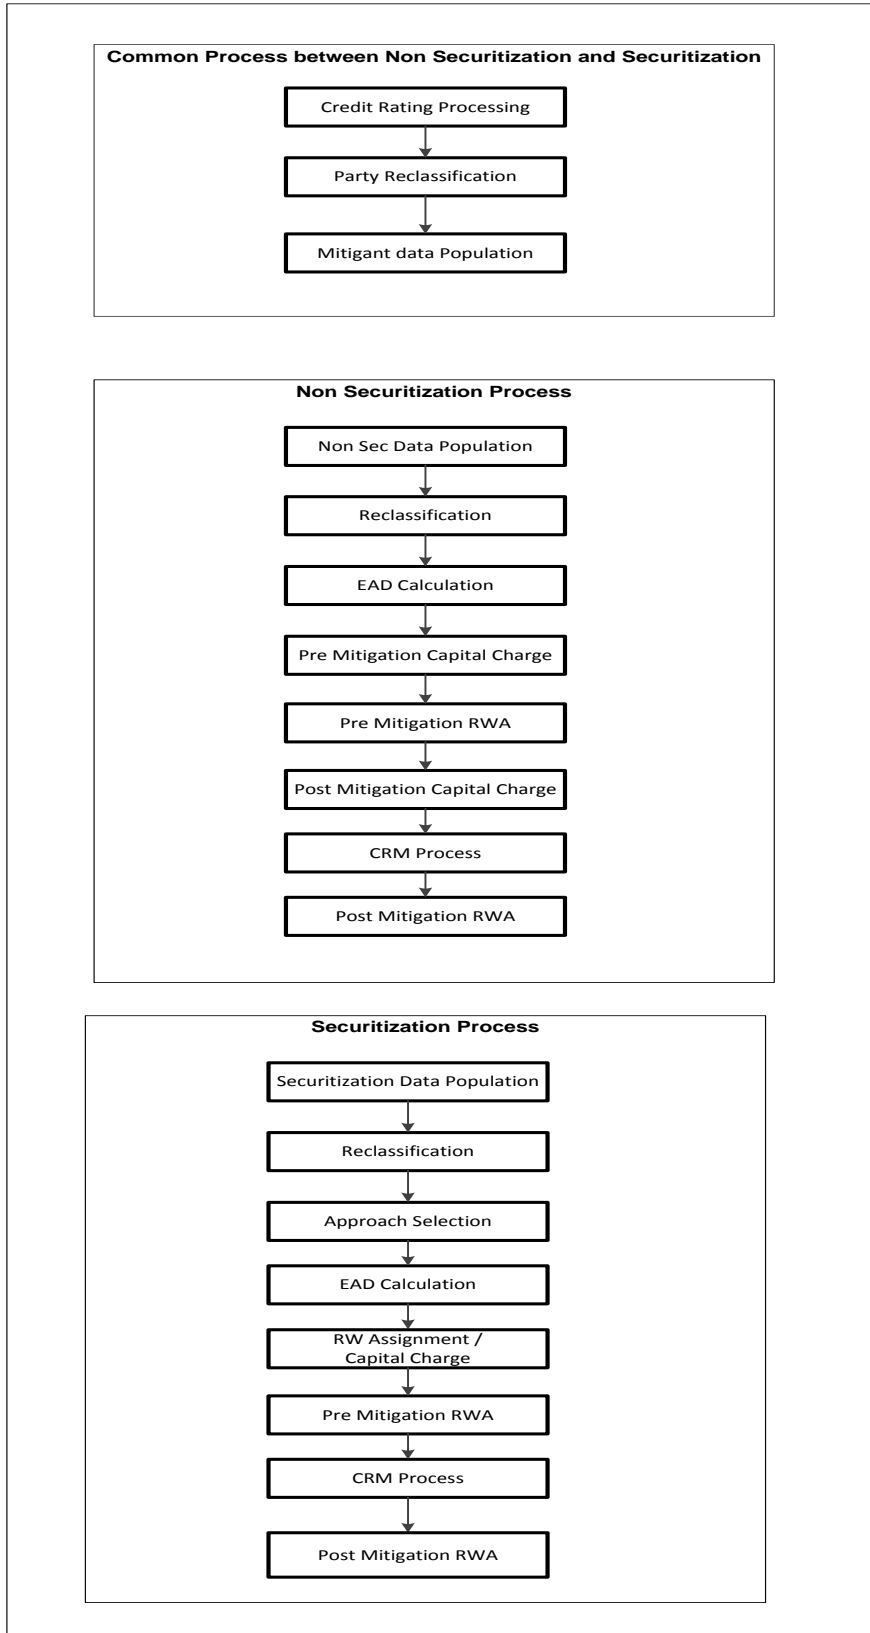 Common Process between Non Securitization and Securitization
Credit Rating Processing
Party Reclassification
Mitigant data Population
Non Securitization Process
Non Sec Data Population
Reclassification
EAD Calculation
Pre Mitigation Capital Charge
Pre Mitigation RWA
Post Mitigation Capital Charge
CRM Process
Post Mitigation RWA
Securitization Process
Securitization Data Population
Reclassification
Approach Selection
EAD Calculation
RW Assignment /
Capital Charge
Pre Mitigation RWA
CRM Process
Post Mitigation RWA